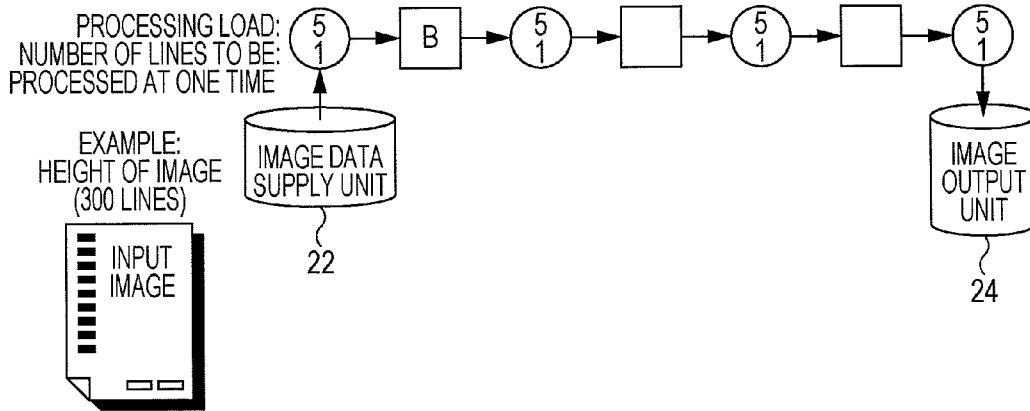 PROCESSING LOAD:
NUMBER OF LINES TO BE:
PROCESSED AT ONE TIME
5
1
B
5
1
5
1
5
1
IMAGE DATA
SUPPLY UNIT
22
IMAGE
OUTPUT
UNIT
24
EXAMPLE:
HEIGHT OF IMAGE
(300 LINES)
INPUT
IMAGE